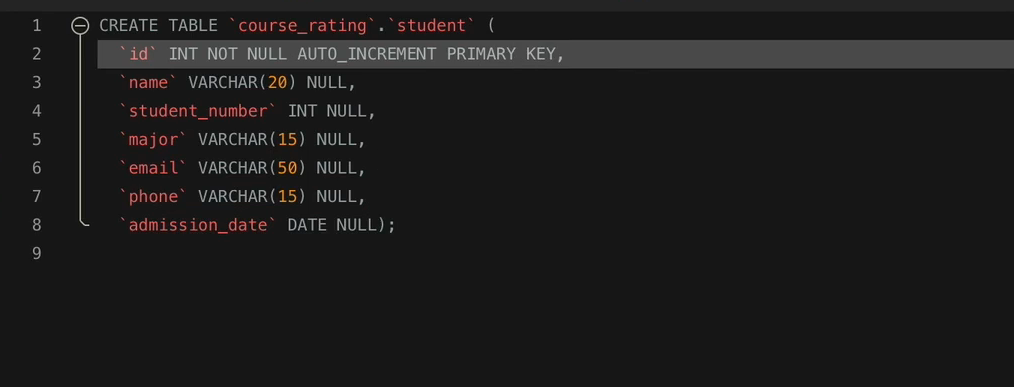 1 CREATE TABLE `course_rating`.`student` (
2 `id` INT NOT NULL AUTO_INCREMENT PRIMARY KEY,
3 `name` VARCHAR(20) NULL,
4 `student_number` INT NULL,
5 `major` VARCHAR(15) NULL,
6 `email` VARCHAR(50) NULL,
7 `phone` VARCHAR(15) NULL,
8 `admission_date` DATE NULL);
9